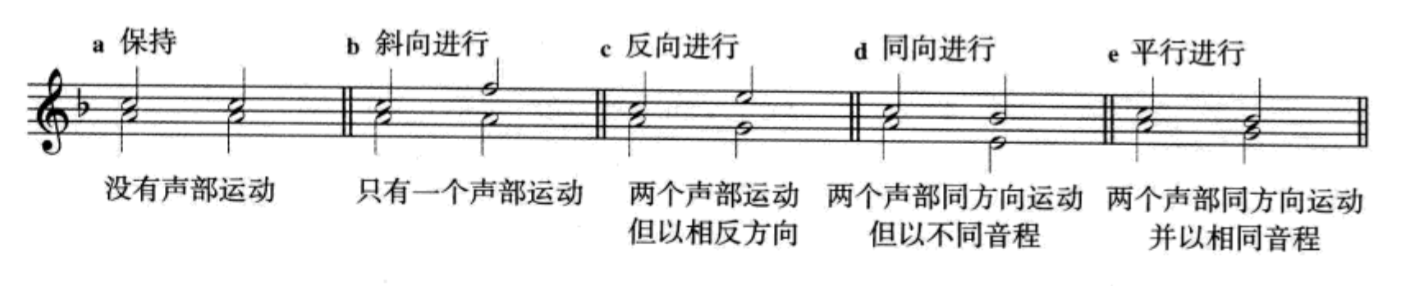 a 保持
b 斜向进行
c 反向进行
d 同向进行
e 平行进行
没有声部运动
只有一个声部运动
两个声部运动
但以相反方向
两个声部同方向运动
但以不同音程
两个声部同方向运动
并以相同音程